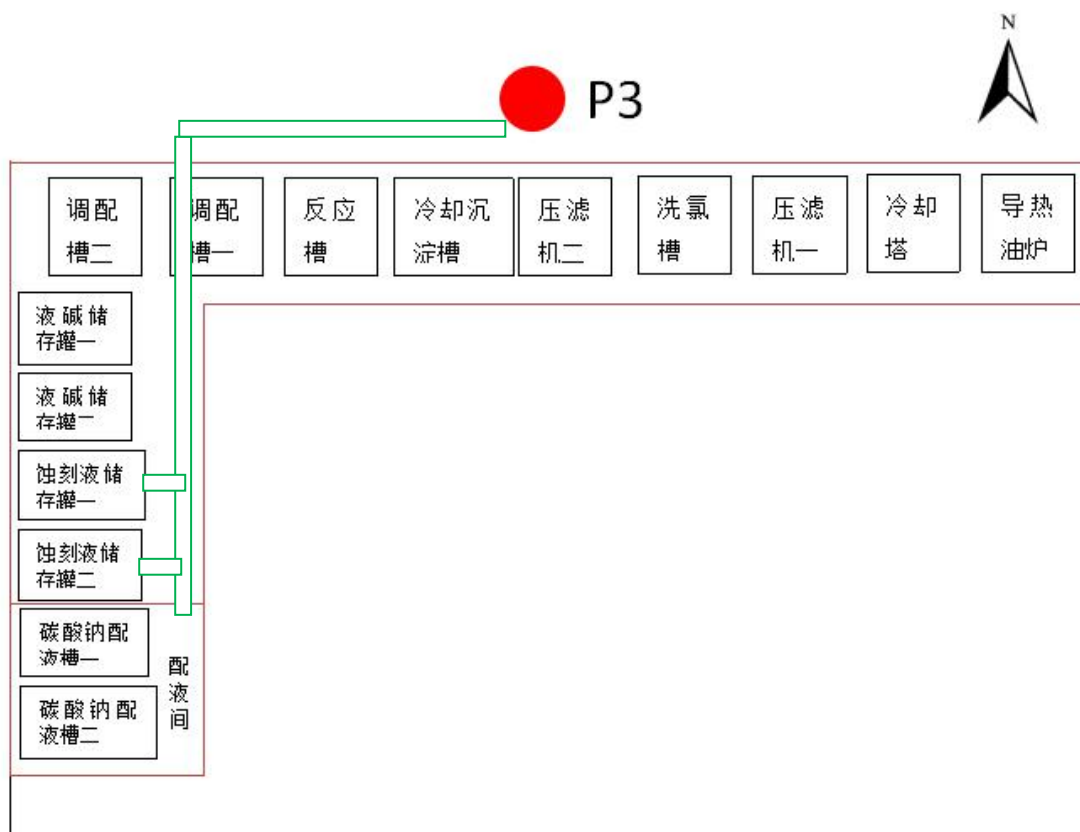 N
P3
调配
槽二
调配
槽一
反应
槽
冷却沉
淀槽
压滤
机二
洗氯
槽
压滤
机一
冷却
塔
导热
油炉
液碱储
存罐一
液碱储
存罐二
蚀刻液储
存罐一
蚀刻液储
存罐二
碳酸钠配
液槽一
碳酸钠配
液槽二
配
液
间